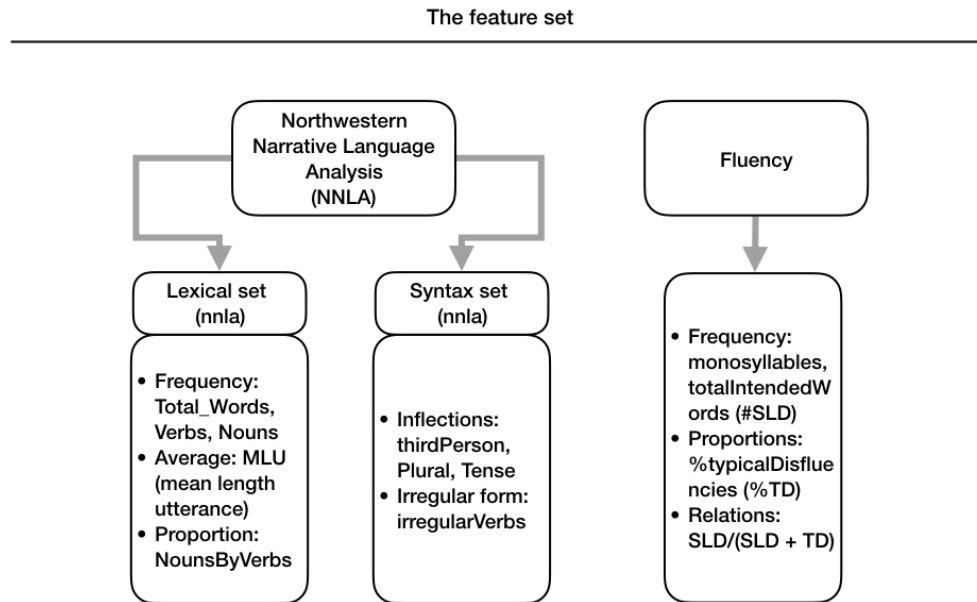 The feature set
Northwestern
Narrative Language
Analysis
(NNLA)
Fluency
Lexical set
(nnla)
• Frequency:
Total_Words,
Verbs, Nouns
• Average: MLU
(mean length
utterance)
• Proportion:
NounsByVerbs
Syntax set
(nnla)
• Inflections:
thirdPerson,
Plural, Tense
• Irregular form:
irregularVerbs
• Frequency:
monosyllables,
totalIntendedW
ords (#SLD)
• Proportions:
%typicalDisflue
ncies (%TD)
• Relations:
SLD/(SLD + TD)